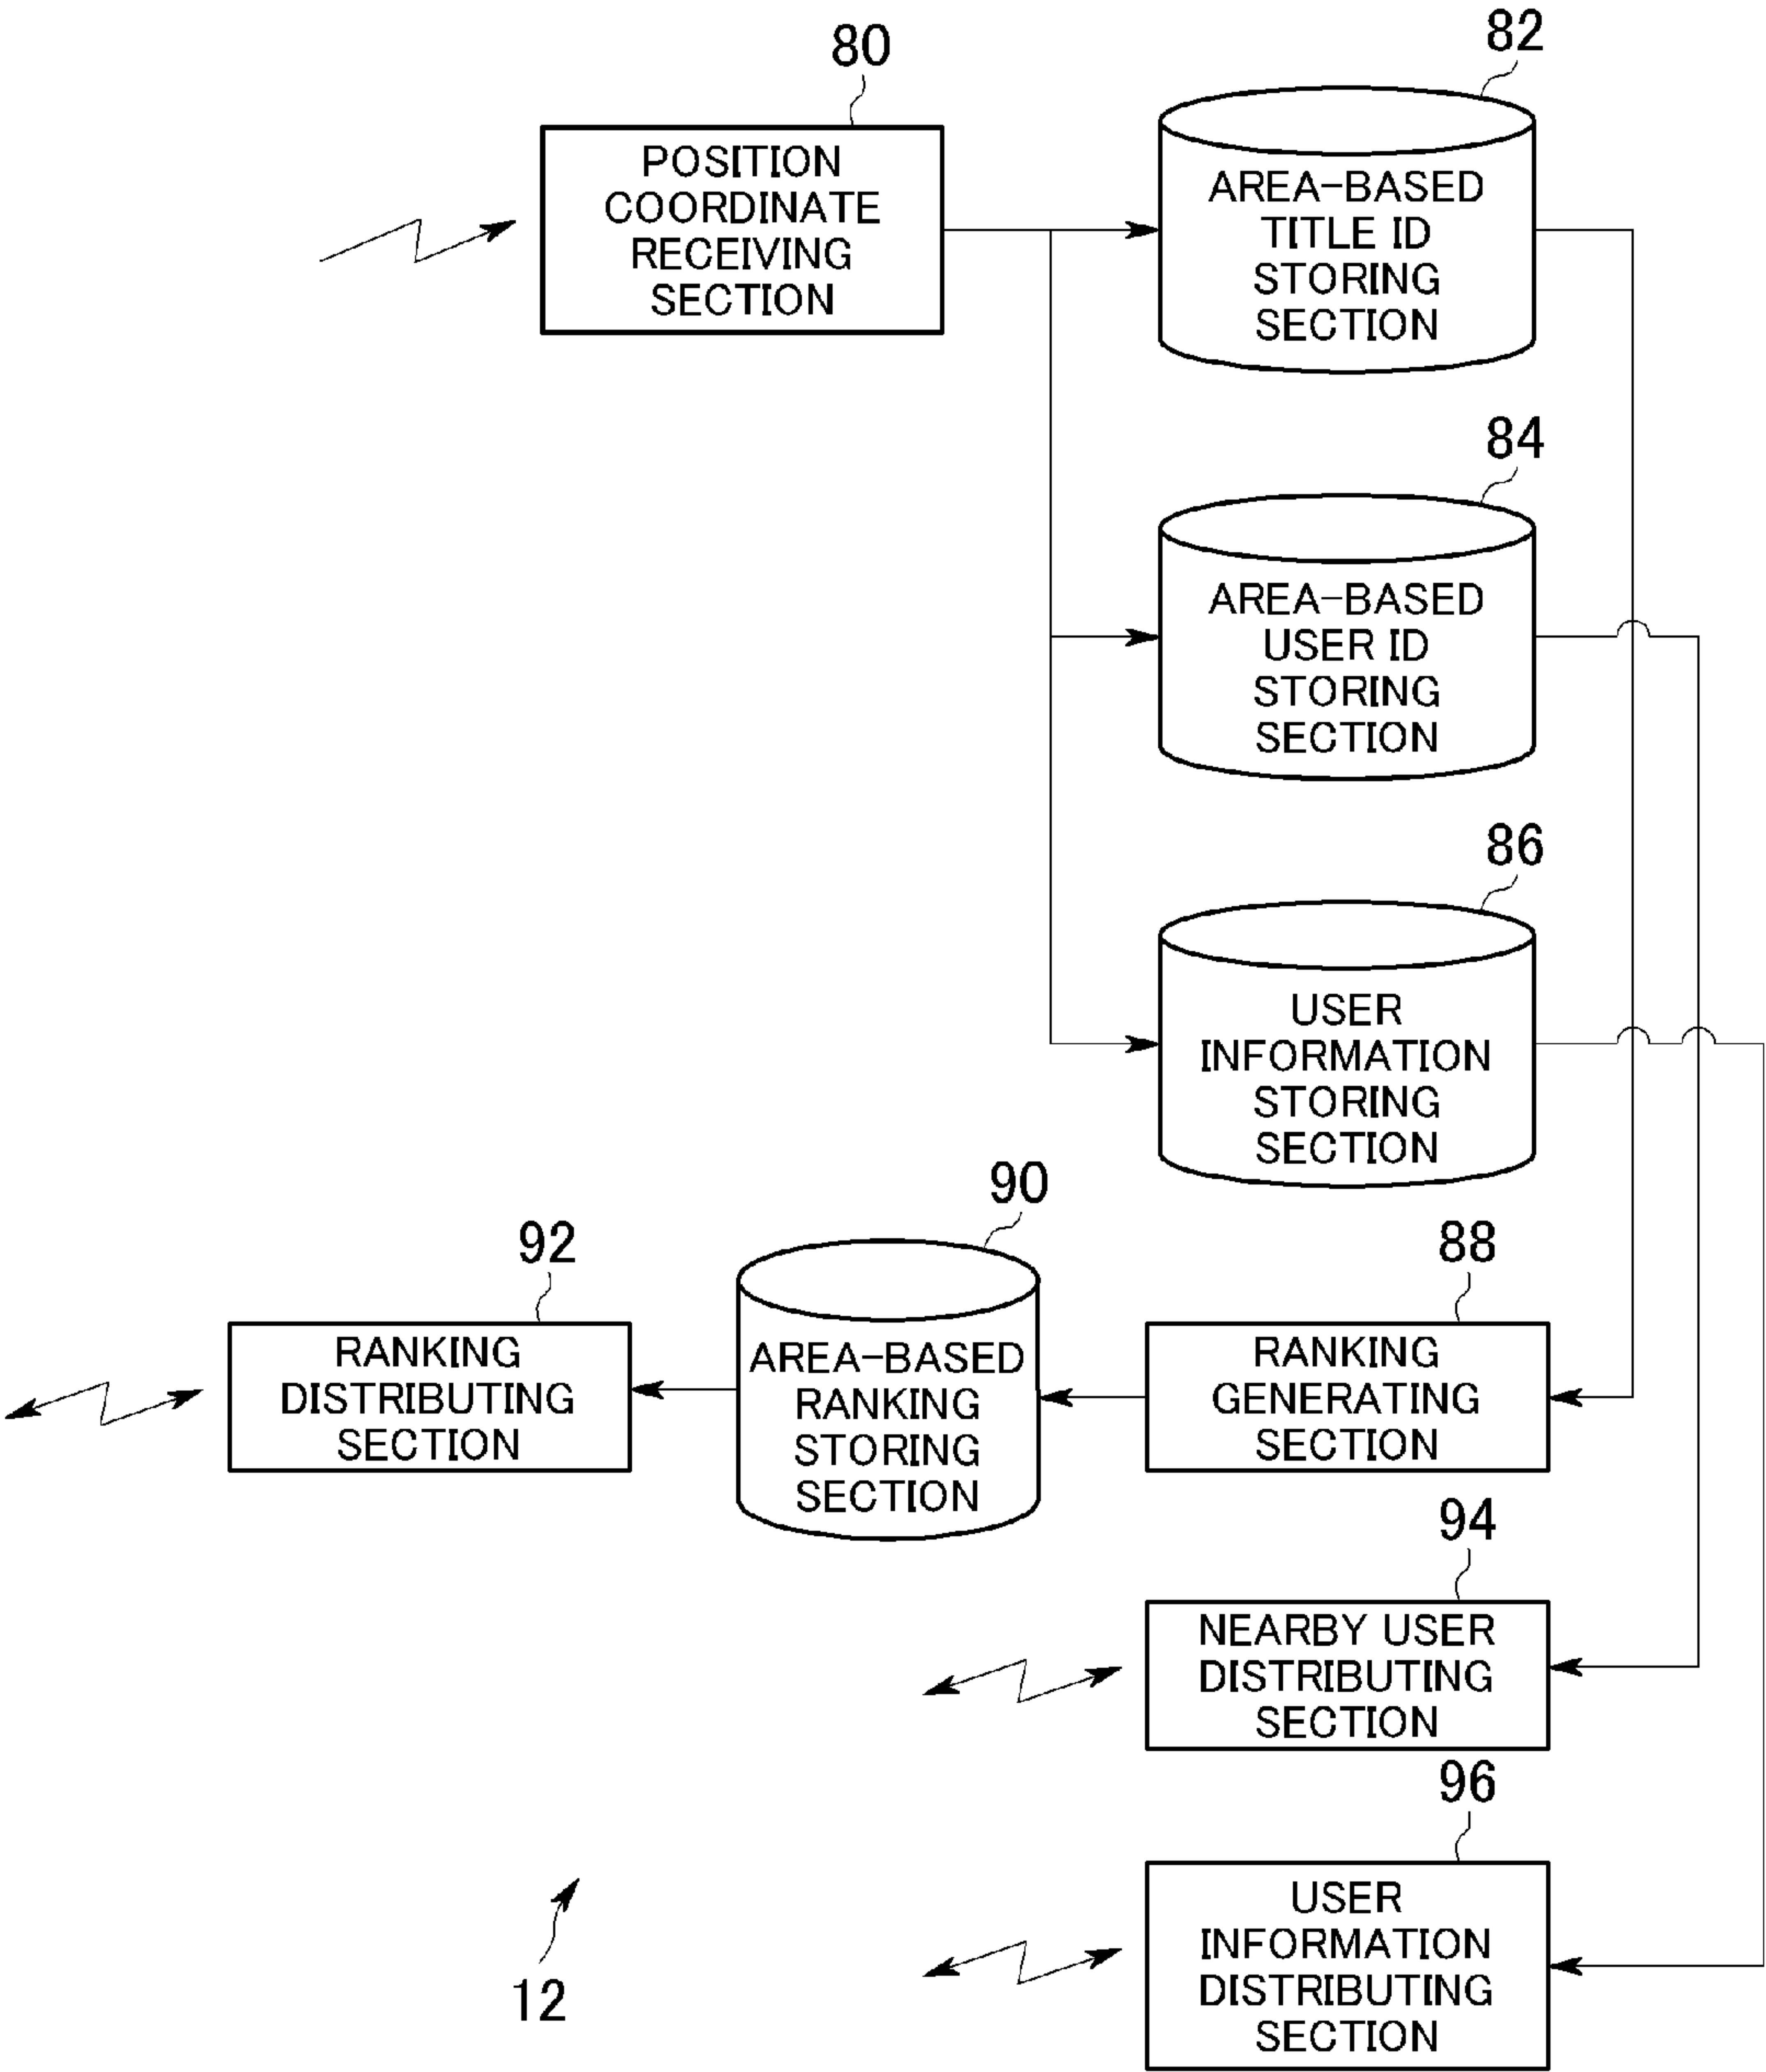 80
POSITION
COORDINATE
RECEIVING
SECTION
82
AREA-BASED
TITLE ID
STORING
SECTION
84
AREA-BASED
USER ID
STORING
SECTION
86
USER
INFORMATION
STORING
SECTION
88
RANKING
GENERATING
SECTION
90
AREA-BASED
RANKING
STORING
SECTION
92
RANKING
DISTRIBUTING
SECTION
94
NEARBY USER
DISTRIBUTING
SECTION
96
USER
INFORMATION
DISTRIBUTING
SECTION
12